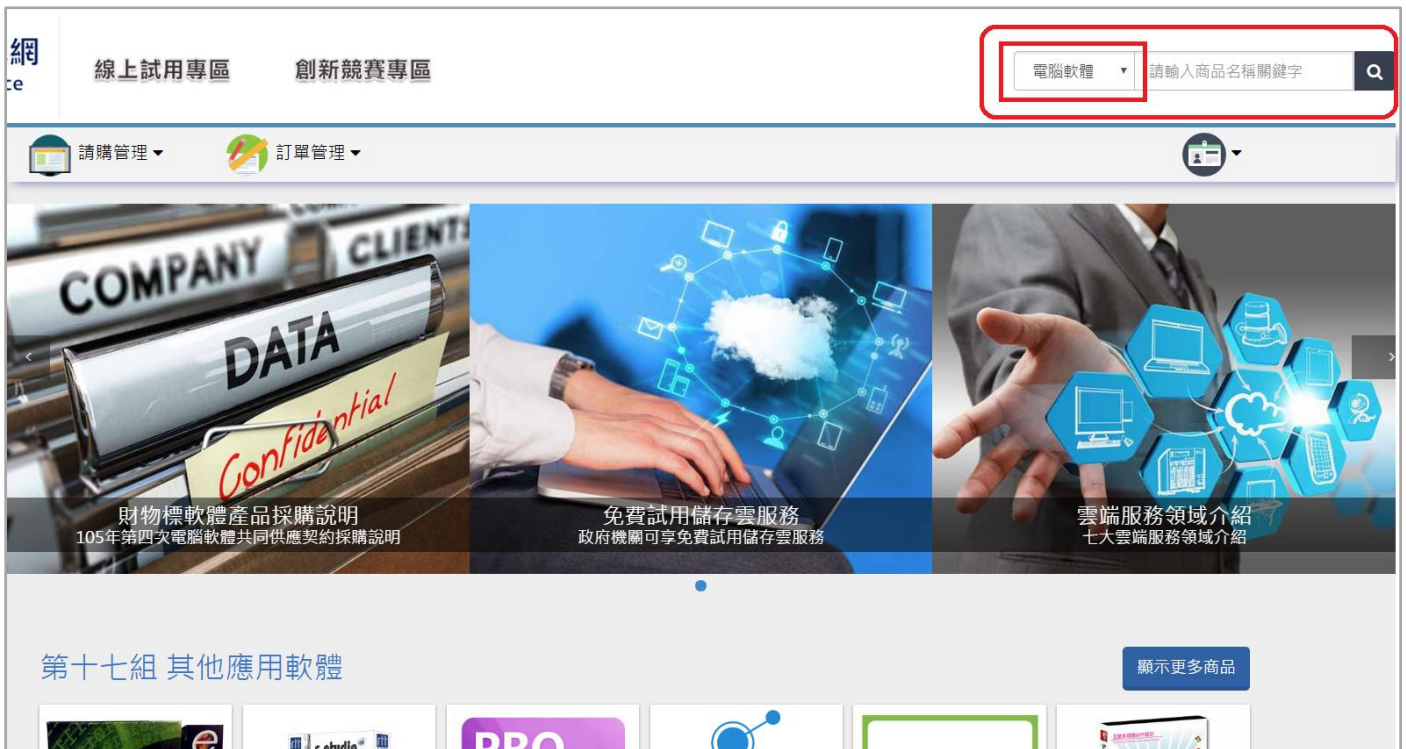 網
ce
線上試用專區
創新競賽專區
電腦軟體
請輸入商品名稱關鍵字
請購管理
訂單管理
COMPANY
CLIENTS
DATA
Confidential
財物標軟體產品採購說明
105年第四次電腦軟體共同供應契約採購說明
免費試用儲存雲服務
政府機關可享免費試用儲存雲服務
雲端服務領域介紹
七大雲端服務領域介紹
第十七組 其他應用軟體
顯示更多商品
PRO